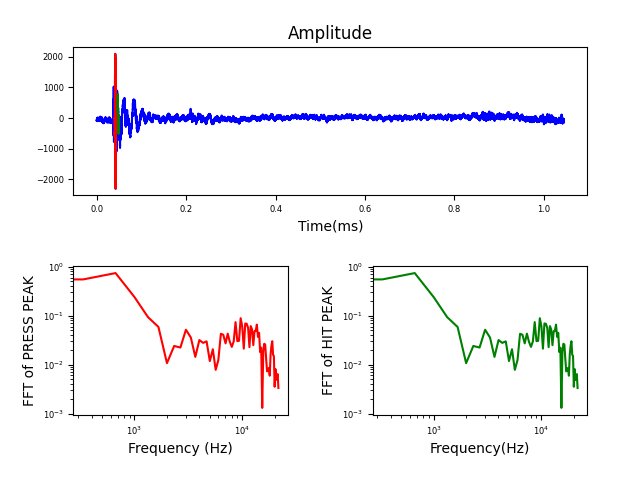 Amplitude
2000
1000
0
−1000
−2000
0.0 0.2 0.4 0.6 0.8 1.0
Time(ms)
FFT of PRESS PEAK
10⁰
10⁻¹
10⁻²
10⁻³
10³ 10⁴
Frequency (Hz)
FFT of HIT PEAK
10⁰
10⁻¹
10⁻²
10⁻³
10³ 10⁴
Frequency(Hz)